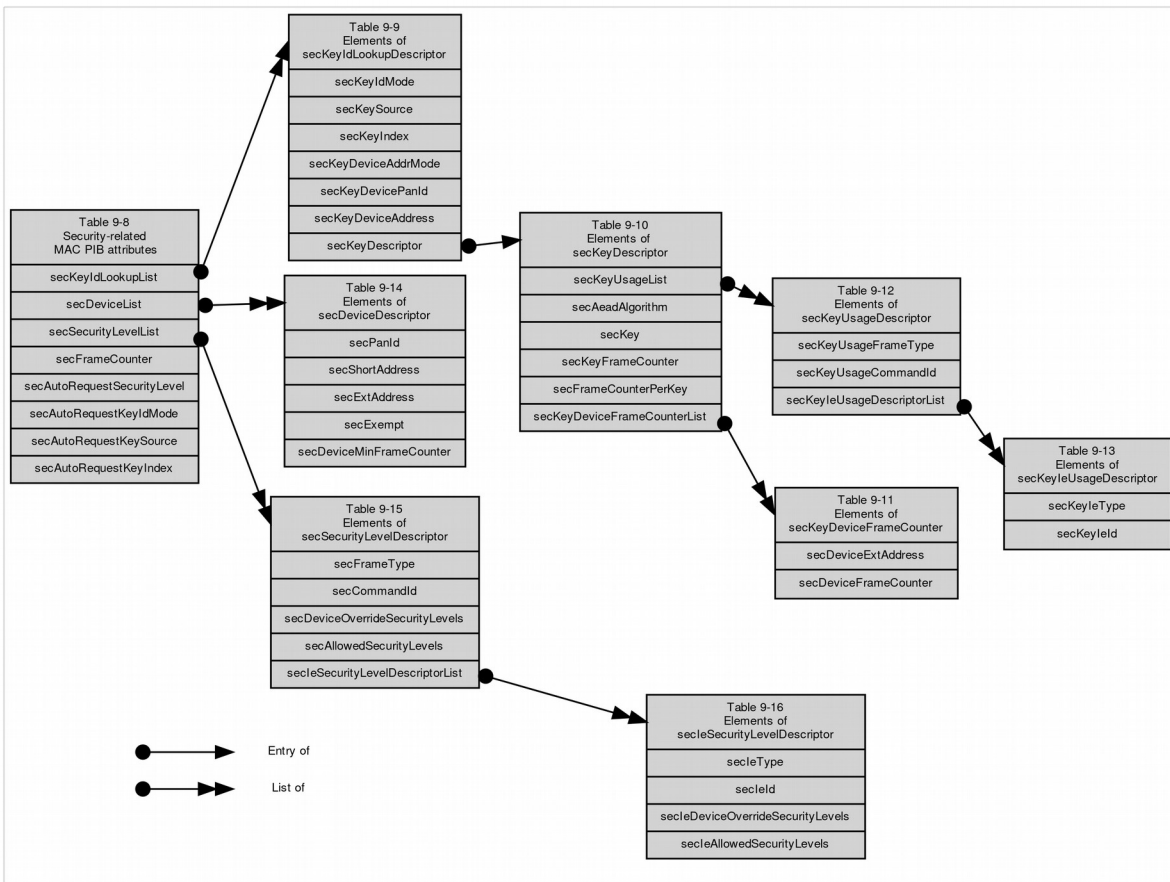 Table 9-9
Elements of
secKeyIdLookupDescriptor
secKeyIdMode
secKeySource
secKeyIndex
secKeyDeviceAddrMode
secKeyDevicePanId
secKeyDeviceAddress
secKeyDescriptor
Table 9-8
Security-related
MAC PIB attributes
secKeyIdLookupList
secDeviceList
secSecurityLevelList
secFrameCounter
secAutoRequestSecurityLevel
secAutoRequestKeyIdMode
secAutoRequestKeySource
secAutoRequestKeyIndex
Table 9-14
Elements of
secDeviceDescriptor
secPanId
secShortAddress
secExtAddress
secExempt
secDeviceMinFrameCounter
Table 9-10
Elements of
secKeyDescriptor
secKeyUsageList
secAeadAlgorithm
secKey
secKeyFrameCounter
secFrameCounterPerKey
secKeyDeviceFrameCounterList
Table 9-12
Elements of
secKeyUsageDescriptor
secKeyUsageFrameType
secKeyUsageCommandId
secKeyIeUsageDescriptorList
Table 9-13
Elements of
secKeyIeUsageDescriptor
secKeyIeType
secKeyIeId
Table 9-11
Elements of
secKeyDeviceFrameCounter
secDeviceExtAddress
secDeviceFrameCounter
Table 9-15
Elements of
secSecurityLevelDescriptor
secFrameType
secCommandId
secDeviceOverrideSecurityLevels
secAllowedSecurityLevels
secIeSecurityLevelDescriptorList
Table 9-16
Elements of
secIeSecurityLevelDescriptor
secIeType
secIeId
secIeDeviceOverrideSecurityLevels
secIeAllowedSecurityLevels
Entry of
List of